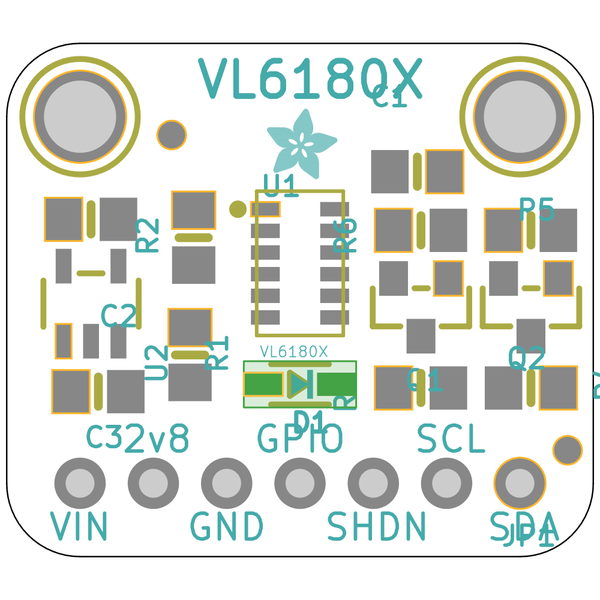 VL6180X
C1
U1
R5
R2
R6
C2
VL6180X
R1
U2
Q2
Q1
D1
C3
2v8
GPIO
SCL
VIN
GND
SHDN
SDA
JP1